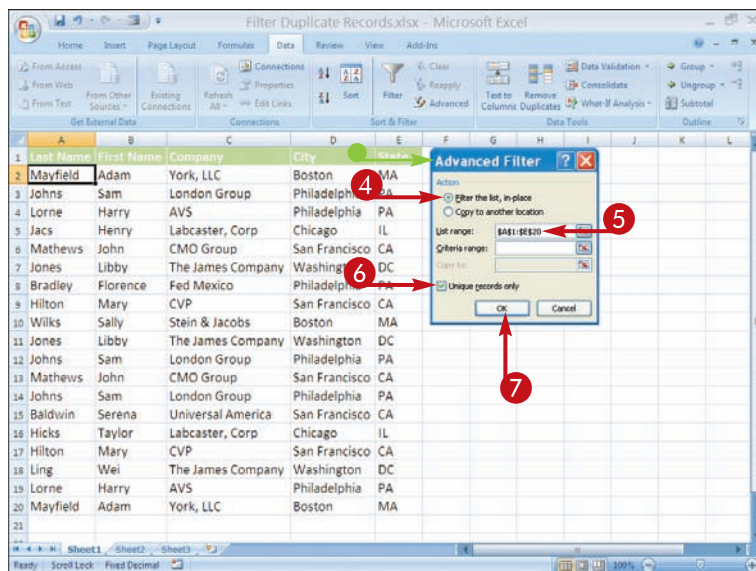 Filter Duplicate Records.xlsx - Microsoft Excel
Home Insert Page Layout Formulas Data Review View Add-Ins
From Access
From Web
From Text
From Other Sources
Existing Connections
Get External Data
Refresh All
Connections
Properties
Edit Links
Connections
Sort
Filter
Clear
Reapply
Advanced
Sort & Filter
Text to Columns
Remove Duplicates
Data Validation
Consolidate
What-If Analysis
Data Tools
Group
Ungroup
Subtotal
Outline
A B C D E F G H I J K L
1 Last Name First Name Company City State
2 Mayfield Adam York, LLC Boston MA
3 Johns Sam London Group Philadelphia PA
4 Lorne Harry AVS Philadelphia PA
5 Jacs Henry Labcaster, Corp Chicago IL
6 Mathews John CMO Group San Francisco CA
7 Jones Libby The James Company Washington DC
8 Bradley Florence Fed Mexico Philadelphia PA
9 Hilton Mary CVP San Francisco CA
10 Wilks Sally Stein & Jacobs Boston MA
11 Jones Libby The James Company Washington DC
12 Johns Sam London Group Philadelphia PA
13 Mathews John CMO Group San Francisco CA
14 Johns Sam London Group Philadelphia PA
15 Baldwin Serena Universal America San Francisco CA
16 Hicks Taylor Labcaster, Corp Chicago IL
17 Hilton Mary CVP San Francisco CA
18 Ling Wei The James Company Washington DC
19 Lorne Harry AVS Philadelphia PA
20 Mayfield Adam York, LLC Boston MA
21
Advanced Filter
Action
4
Filter the list, in-place
Copy to another location
List range: $A$1:$E$20
5
Criteria range:
Copy to:
6
Unique records only
OK Cancel
7
Sheet1 Sheet2 Sheet3
Ready Scroll Lock Fixed Decimal 100%